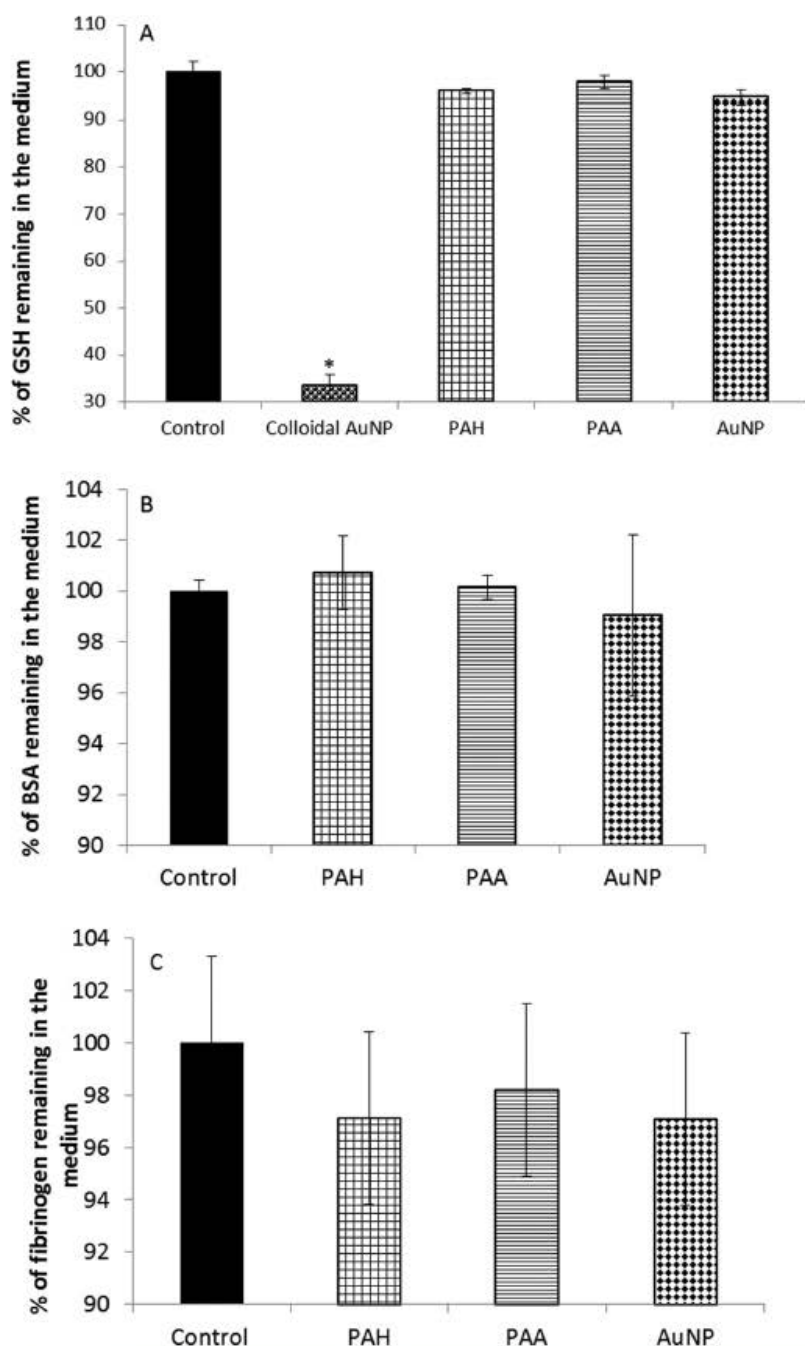 A
% of GSH remaining in the medium
110
100
90
80
70
60
50
40
30
*
Control Colloidal AuNP PAH PAA AuNP
B
% of BSA remaining in the medium
104
102
100
98
96
94
92
90
Control PAH PAA AuNP
C
% of fibrinogen remaining in the
medium
104
102
100
98
96
94
92
90
Control PAH PAA AuNP